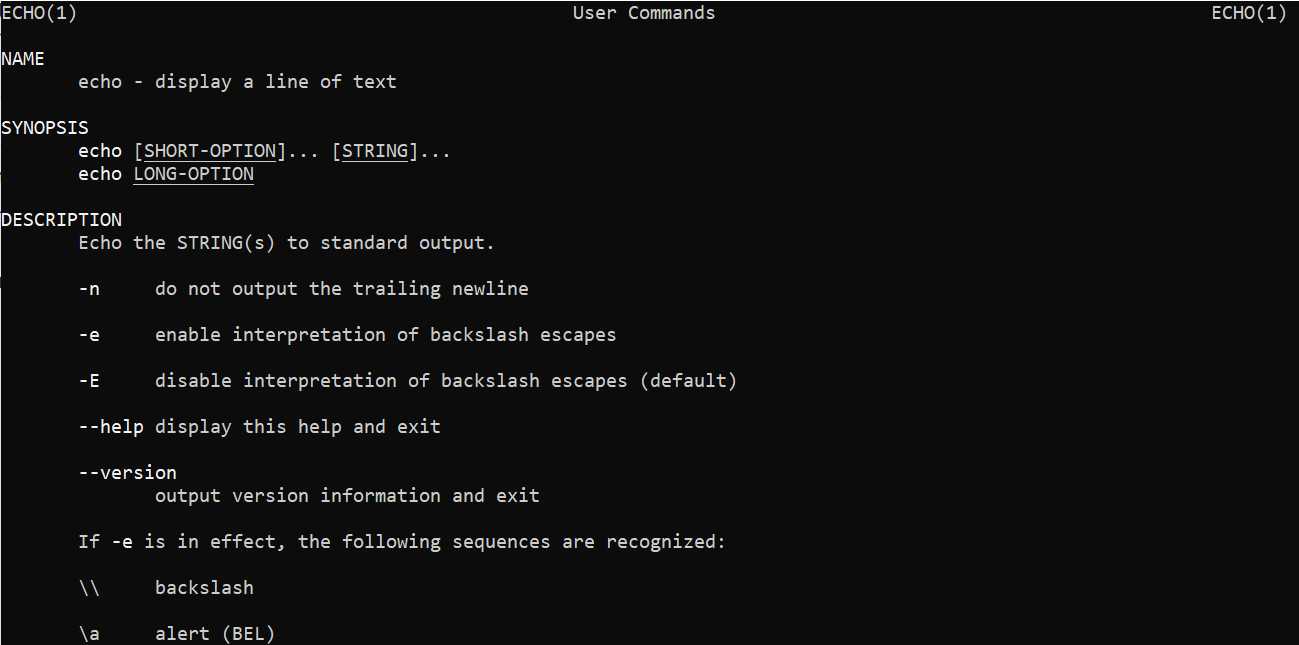 ECHO(1) User Commands ECHO(1)
NAME
echo - display a line of text
SYNOPSIS
echo [SHORT-OPTION]... [STRING]...
echo LONG-OPTION
DESCRIPTION
Echo the STRING(s) to standard output.
-n do not output the trailing newline
-e enable interpretation of backslash escapes
-E disable interpretation of backslash escapes (default)
--help display this help and exit
--version
output version information and exit
If -e is in effect, the following sequences are recognized:
\\ backslash
\a alert (BEL)